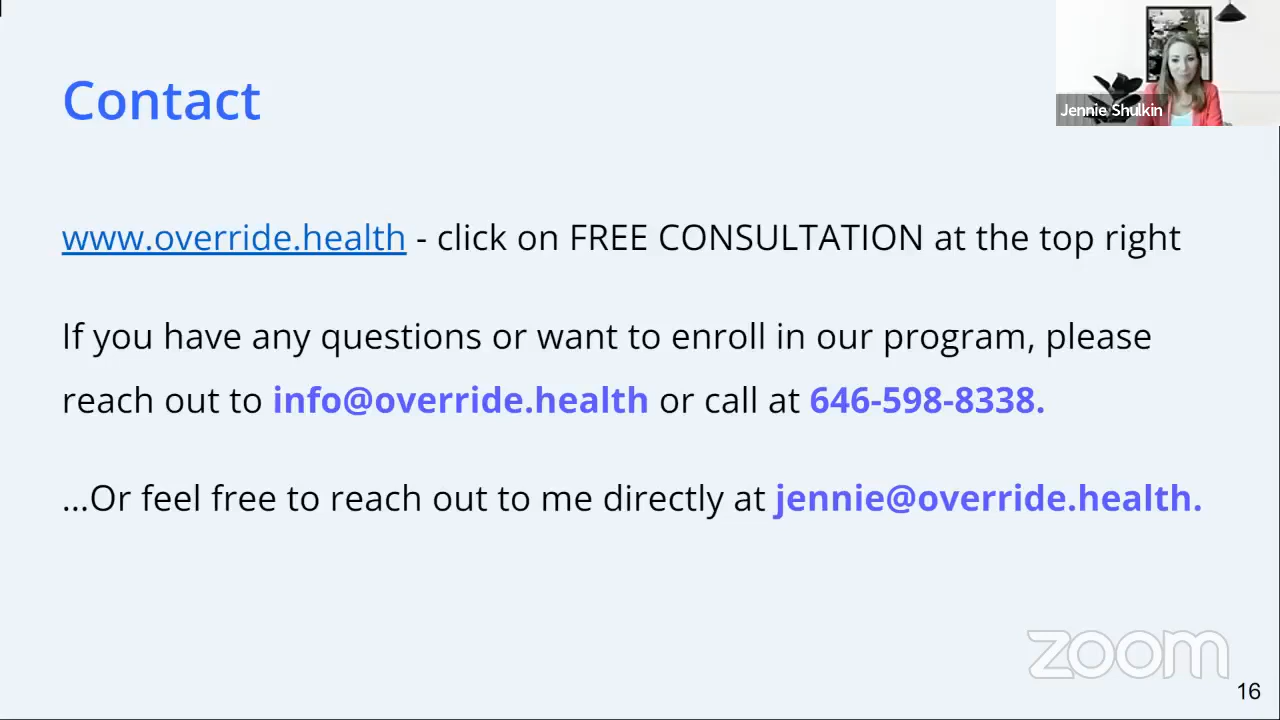 Contact
Jennie Shulkin
www.override.health - click on FREE CONSULTATION at the top right
If you have any questions or want to enroll in our program, please
reach out to info@override.health or call at 646-598-8338.
...Or feel free to reach out to me directly at jennie@override.health.
zoom
16